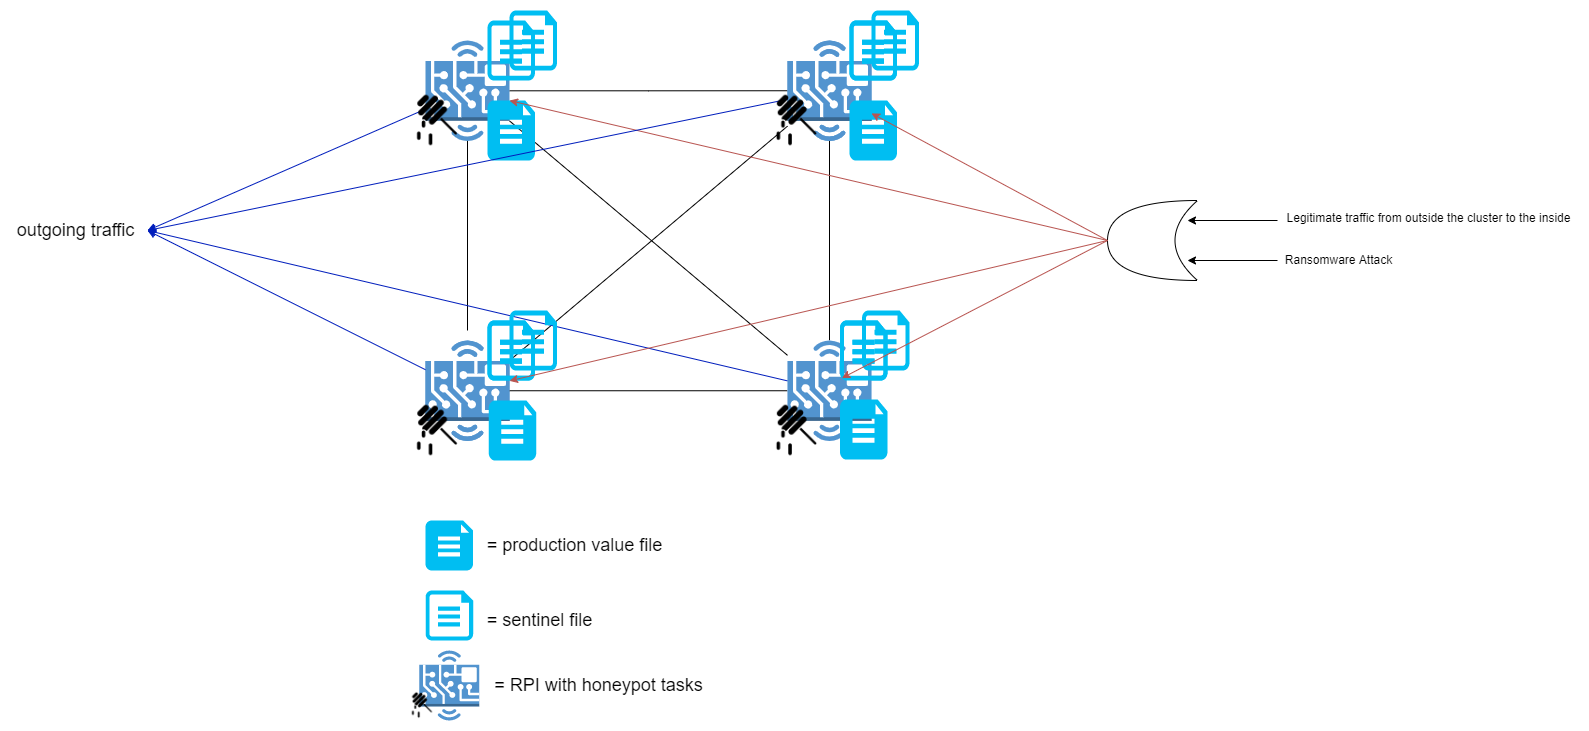 outgoing traffic
Legitimate traffic from outside the cluster to the inside
Ransomware Attack
= production value file
= sentinel file
= RPI with honeypot tasks